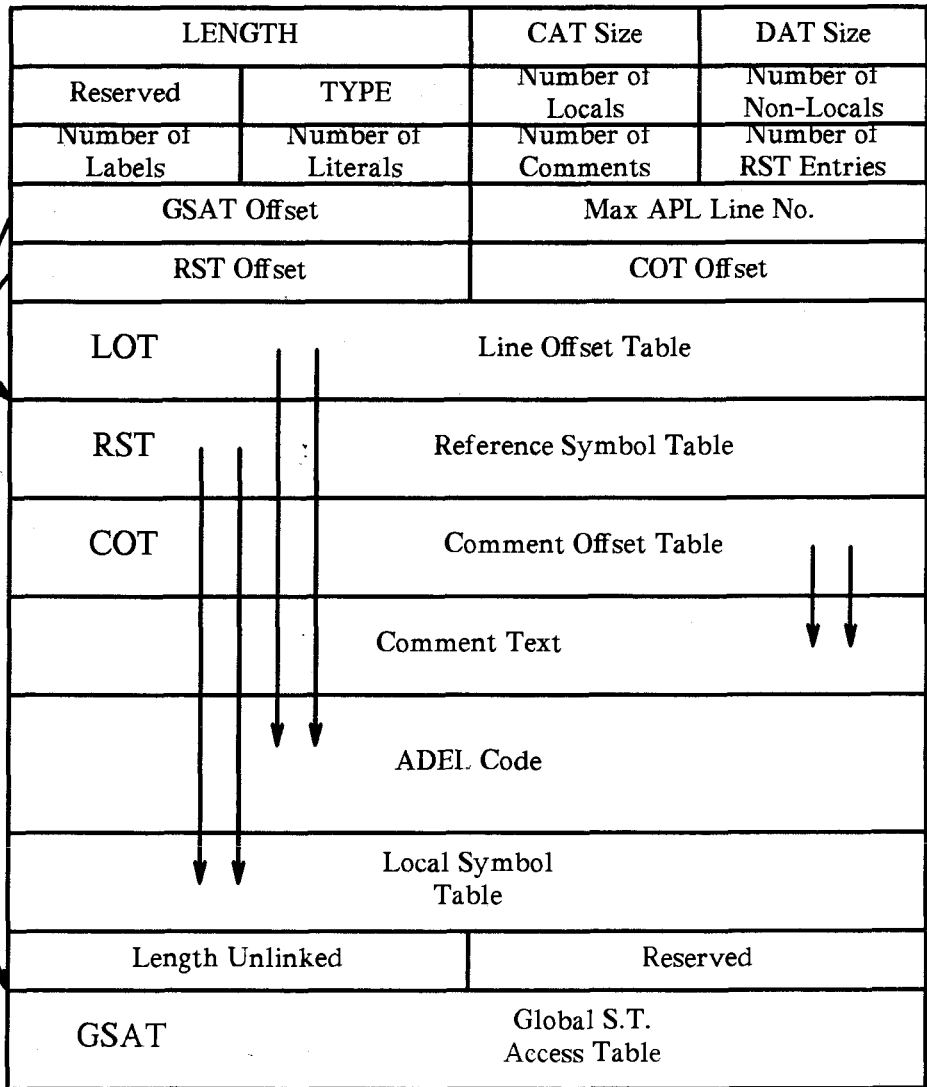 LENGTH CAT Size DAT Size
Reserved TYPE Number of Locals Number of Non-Locals
Number of Labels Number of Literals Number of Comments Number of RST Entries
GSAT Offset Max APL Line No.
RST Offset COT Offset
LOT Line Offset Table
RST Reference Symbol Table
COT Comment Offset Table
Comment Text
ADEL Code
Local Symbol
Table
Length Unlinked Reserved
GSAT Global S.T.
Access Table